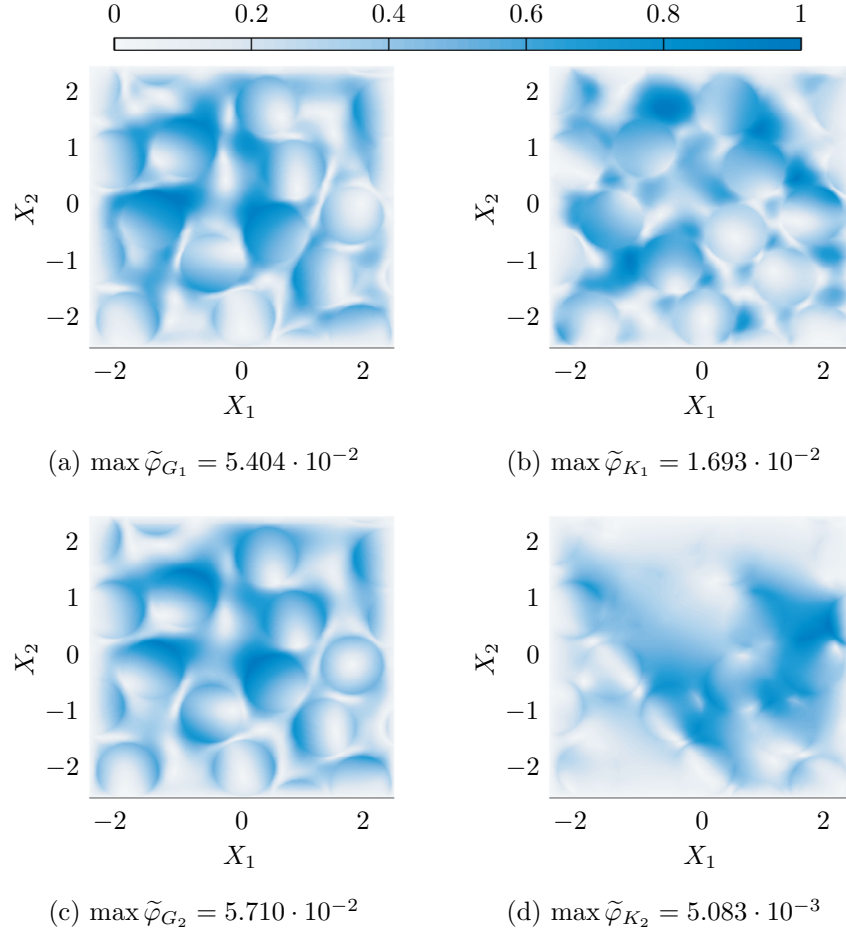 0 0.2 0.4 0.6 0.8 1
2 2
1 1
X₂ 0 X₂ 0
−1 −1
−2 −2
−2 0 2 −2 0 2
X₁ X₁
(a) max φ̃_{G₁} = 5.404 · 10⁻² (b) max φ̃_{K₁} = 1.693 · 10⁻²
2 2
1 1
X₂ 0 X₂ 0
−1 −1
−2 −2
−2 0 2 −2 0 2
X₁ X₁
(c) max φ̃_{G₂} = 5.710 · 10⁻² (d) max φ̃_{K₂} = 5.083 · 10⁻³